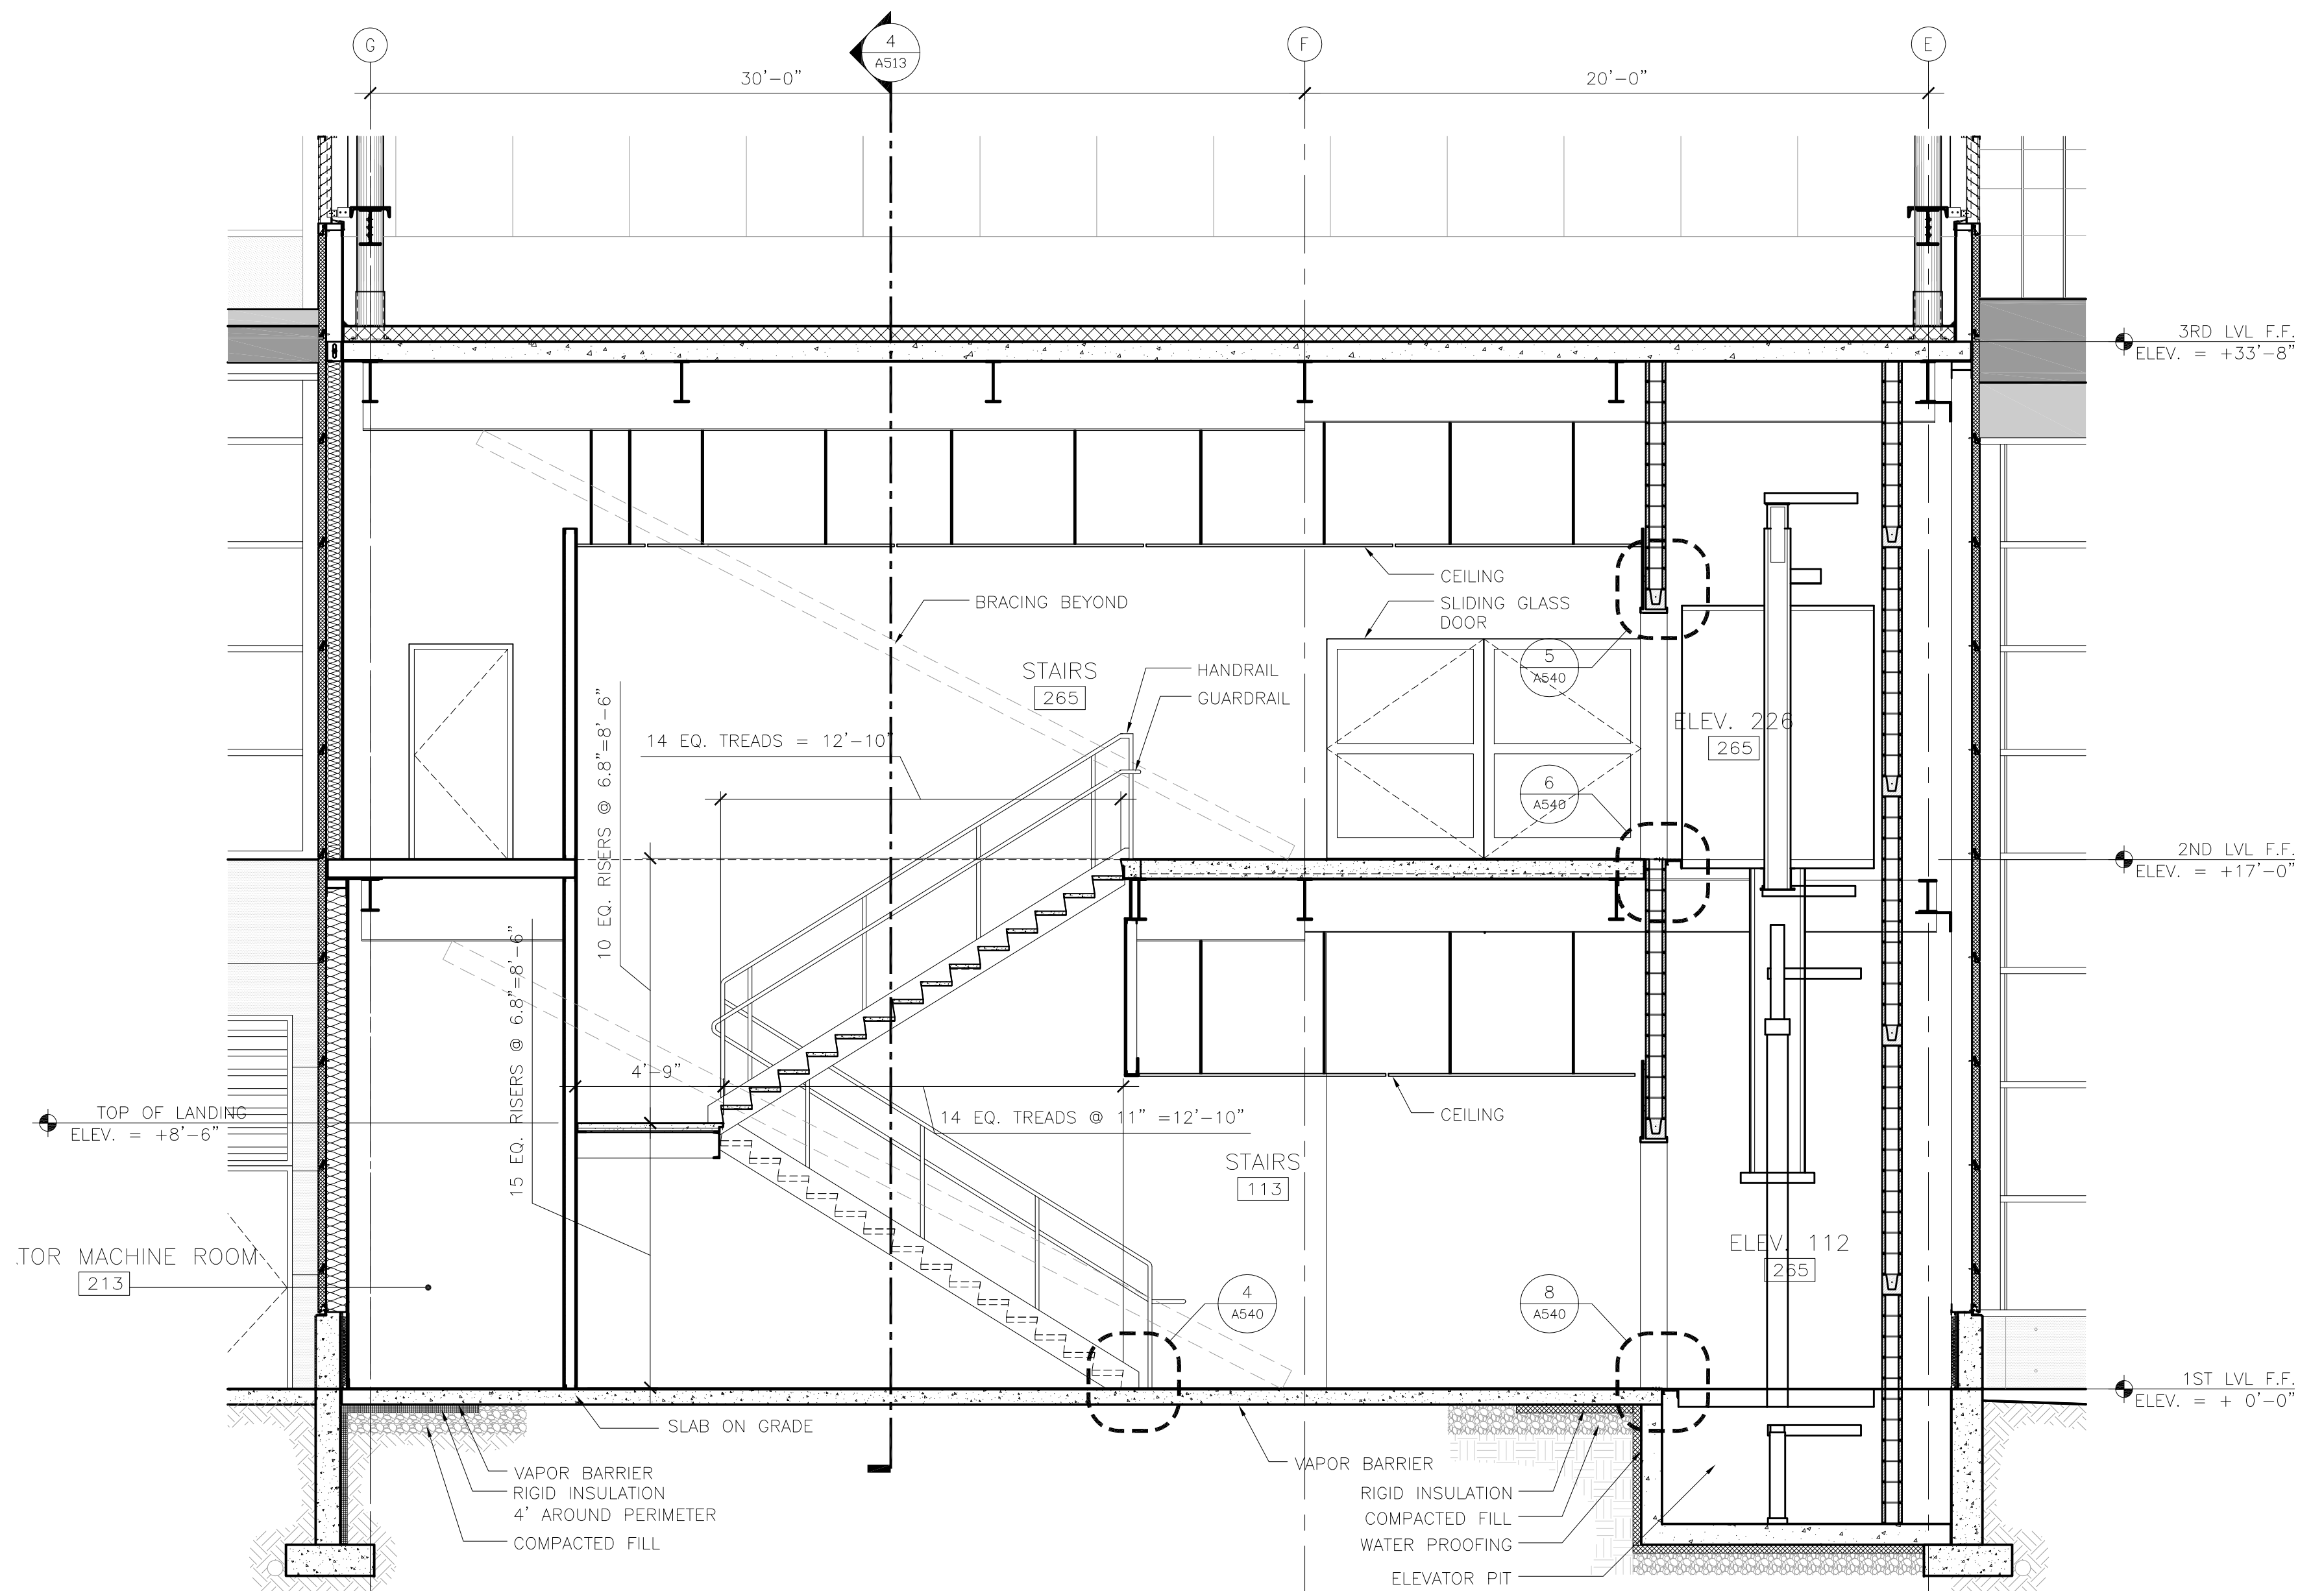 G
4
A513
F
E
30'-0"
20'-0"
3RD LVL F.F.
ELEV. = +33'-8"
CEILING
SLIDING GLASS
DOOR
BRACING BEYOND
5
A540
STAIRS
265
HANDRAIL
GUARDRAIL
ELEV. 226
265
14 EQ. TREADS = 12'-10"
10 EQ. RISERS @ 6.8"=8'-6"
6
A540
2ND LVL F.F.
ELEV. = +17'-0"
15 EQ. RISERS @ 6.8"=8'-6"
4'-9"
TOP OF LANDING
ELEV. = +8'-6"
14 EQ. TREADS @ 11" =12'-10"
CEILING
STAIRS
113
.TOR MACHINE ROOM
213
ELEV. 112
265
4
A540
8
A540
1ST LVL F.F.
ELEV. = + 0'-0"
SLAB ON GRADE
VAPOR BARRIER
RIGID INSULATION
4' AROUND PERIMETER
COMPACTED FILL
VAPOR BARRIER
RIGID INSULATION
COMPACTED FILL
WATER PROOFING
ELEVATOR PIT